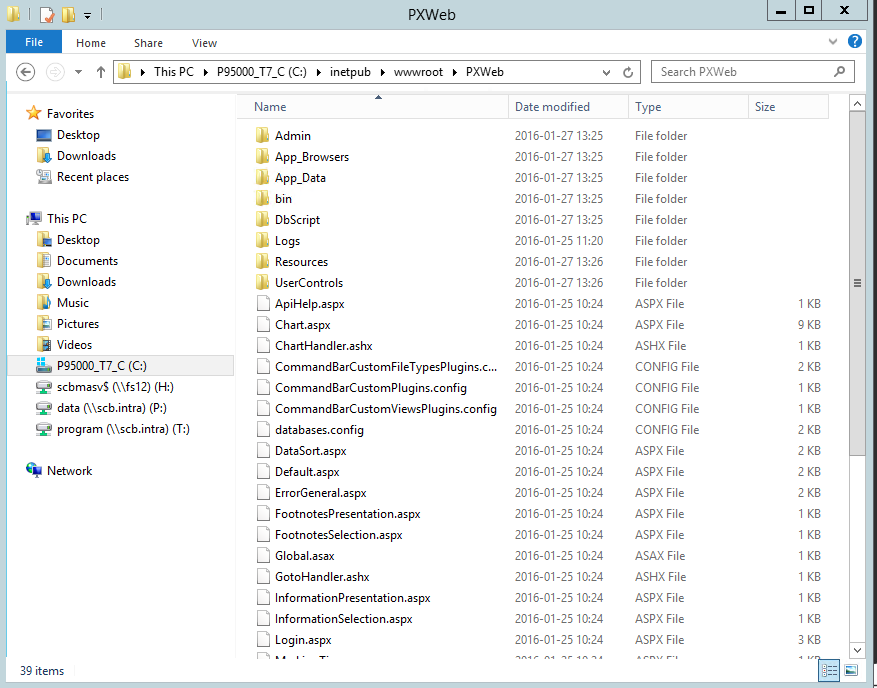 PXWeb
File Home Share View
This PC P95000_T7_C (C:) inetpub wwwroot PXWeb Search PXWeb
Name Date modified Type Size
Favorites
Desktop
Downloads
Recent places
This PC
Desktop
Documents
Downloads
Music
Pictures
Videos
P95000_T7_C (C:)
scbmasv$ (\\fs12) (H:)
data (\\scb.intra) (P:)
program (\\scb.intra) (T:)
Network
Admin 2016-01-27 13:25 File folder
App_Browsers 2016-01-27 13:25 File folder
App_Data 2016-01-27 13:25 File folder
bin 2016-01-27 13:25 File folder
DbScript 2016-01-27 13:25 File folder
Logs 2016-01-25 11:20 File folder
Resources 2016-01-27 13:26 File folder
UserControls 2016-01-27 13:26 File folder
ApiHelp.aspx 2016-01-25 10:24 ASPX File 1 KB
Chart.aspx 2016-01-25 10:24 ASPX File 9 KB
ChartHandler.ashx 2016-01-25 10:24 ASHX File 1 KB
CommandBarCustomFileTypesPlugins.c... 2016-01-25 10:24 CONFIG File 2 KB
CommandBarCustomPlugins.config 2016-01-25 10:24 CONFIG File 1 KB
CommandBarCustomViewsPlugins.config 2016-01-25 10:24 CONFIG File 1 KB
databases.config 2016-01-25 10:24 CONFIG File 2 KB
DataSort.aspx 2016-01-25 10:24 ASPX File 2 KB
Default.aspx 2016-01-25 10:24 ASPX File 2 KB
ErrorGeneral.aspx 2016-01-25 10:24 ASPX File 2 KB
FootnotesPresentation.aspx 2016-01-25 10:24 ASPX File 1 KB
FootnotesSelection.aspx 2016-01-25 10:24 ASPX File 1 KB
Global.asax 2016-01-25 10:24 ASAX File 1 KB
GotoHandler.ashx 2016-01-25 10:24 ASHX File 1 KB
InformationPresentation.aspx 2016-01-25 10:24 ASPX File 1 KB
InformationSelection.aspx 2016-01-25 10:24 ASPX File 1 KB
Login.aspx 2016-01-25 10:24 ASPX File 3 KB
39 items